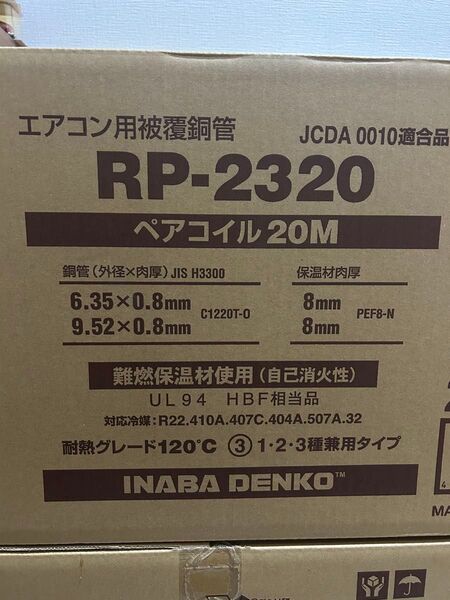 エアコン用被覆銅管
JCDA 0010適合品
RP-2320
ペアコイル20M
銅管（外径×肉厚）JIS H3300
保温材肉厚
6.35×0.8mm
9.52×0.8mm
C1220T-O
8mm
8mm
PEF8-N
難燃保温材使用（自己消火性）
UL94 HBF相当品
対応冷媒:R22.410A.407C.404A.507A.32
耐熱グレード120℃ ③1・2・3種兼用タイプ
INABA DENKO™
MA